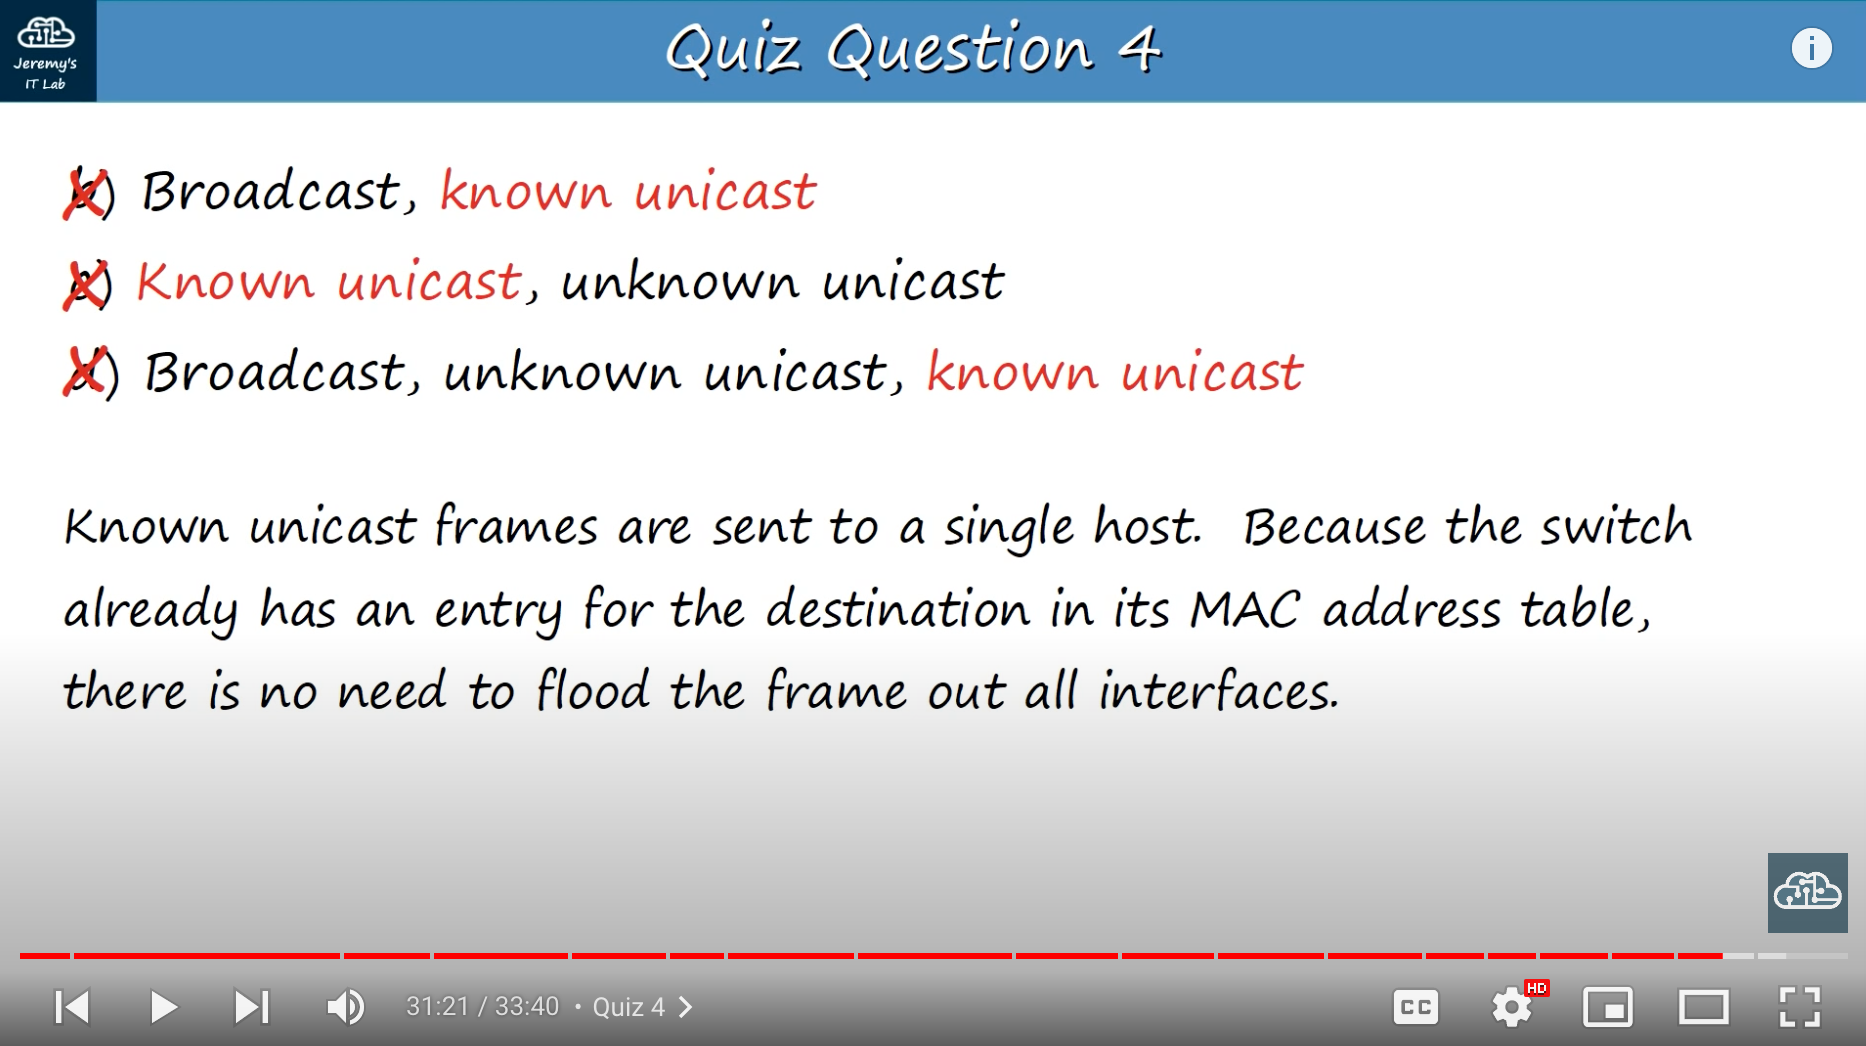 Jeremy's
IT Lab
Quiz Question 4
b) Broadcast, known unicast
c) Known unicast, unknown unicast
d) Broadcast, unknown unicast, known unicast
Known unicast frames are sent to a single host. Because the switch
already has an entry for the destination in its MAC address table,
there is no need to flood the frame out all interfaces.
31:21 / 33:40 • Quiz 4
CC
HD